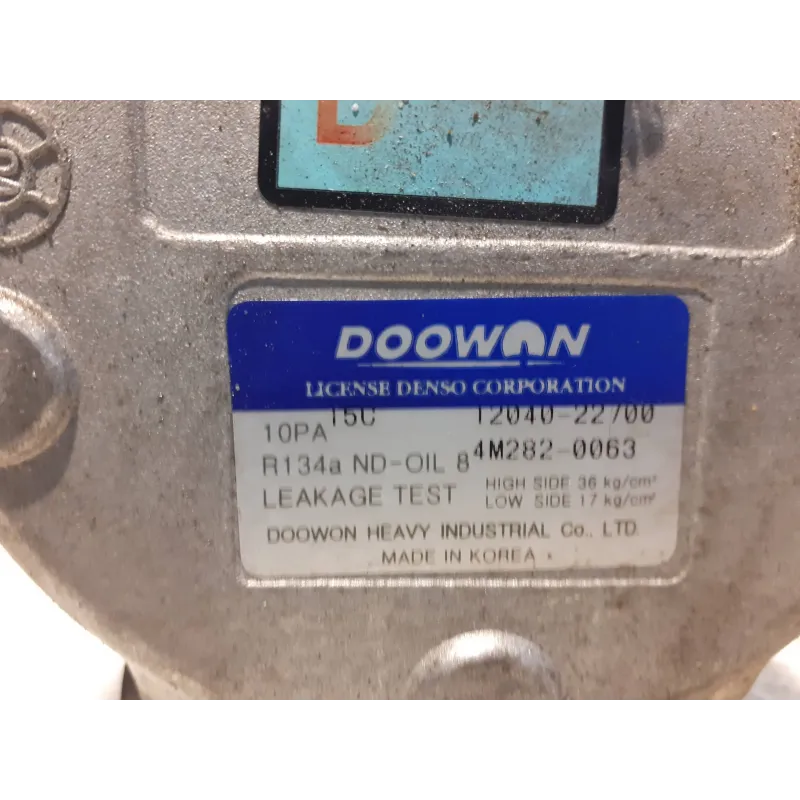 DOOWON
LICENSE DENSO CORPORATION
10PA 15C 12040-22700
R134a ND-OIL 8 4M282-0063
LEAKAGE TEST HIGH SIDE 36 kg/cm²
LOW SIDE 17 kg/cm²
DOOWON HEAVY INDUSTRIAL Co., LTD.
MADE IN KOREA